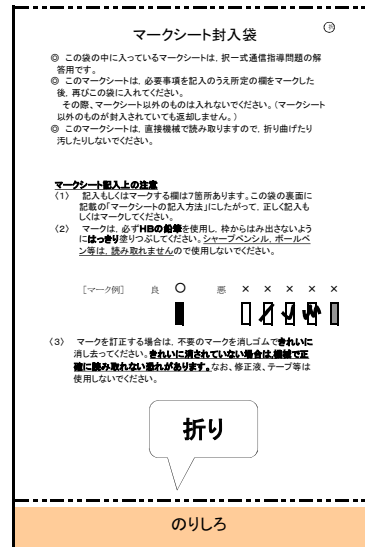 マークシート封入袋
◎ この袋の中に入っているマークシートは、択一式通信指導問題の解
答用です。
◎ このマークシートは、必要事項を記入のうえ所定の欄をマークした
後、再びこの袋に入れてください。
その際、マークシート以外のものは入れないでください。(マークシート
以外のものが封入されていても返却しません。)
◎ このマークシートは、直接機械で読み取りますので、折り曲げたり
汚したりしないでください。
マークシート記入上の注意
(1) 記入もしくはマークする欄は7箇所あります。この袋の裏面に
記載の「マークシートの記入方法」にしたがって、正しく記入も
しくはマークしてください。
(2) マークは、必ずHBの鉛筆を使用し、枠からはみ出さないよう
にはっきり塗りつぶしてください。シャープペンシル、ボールペ
ン等は、読み取れませんので使用しないでください。
[マーク例] 良 ○ 悪 × × × × ×
(3) マークを訂正する場合は、不要のマークを消しゴムできれいに
消し去ってください。きれいに消されていない場合は、機械で正
確に読み取れない恐れがあります。なお、修正液、テープ等は
使用しないでください。
折り
のりしろ